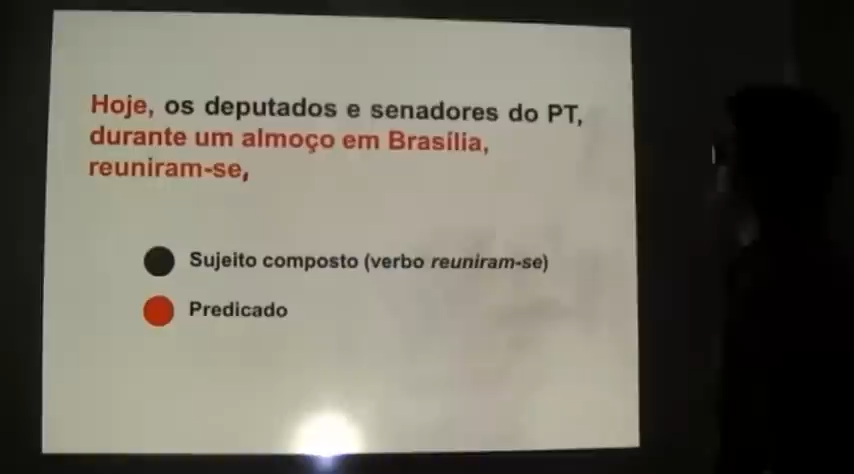 Hoje, os deputados e senadores do PT,
durante um almoço em Brasília,
reuniram-se,
Sujeito composto (verbo reuniram-se)
Predicado